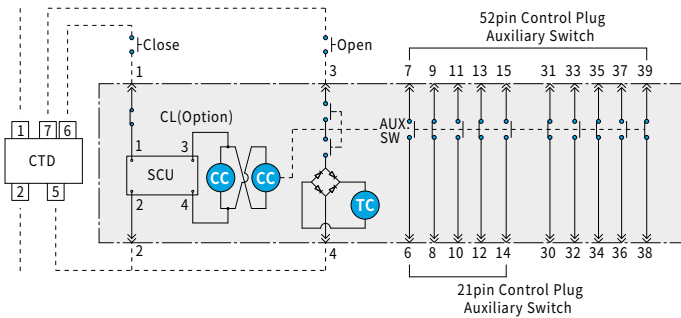 52pin Control Plug
Auxiliary Switch
Close
Open
1
3
7
9
11
13
15
31
33
35
37
39
CL(Option)
AUX.
SW
1
7
6
CTD
2
5
1
3
SCU
2
4
CC
CC
TC
2
4
6
8
10
12
14
30
32
34
36
38
21pin Control Plug
Auxiliary Switch